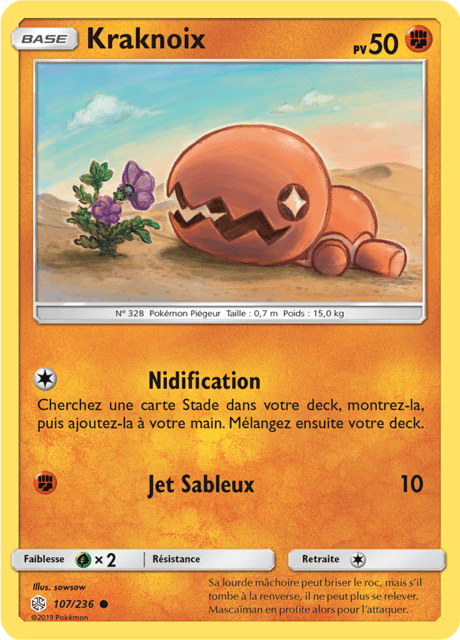 BASE Kraknoix PV 50
N° 328 Pokémon Piégeur Taille : 0,7 m Poids : 15,0 kg
Nidification
Cherchez une carte Stade dans votre deck, montrez-la,
puis ajoutez-la à votre main. Mélangez ensuite votre deck.
Jet Sableux 10
Faiblesse × 2 Résistance Retraite
Illus. sowsow
107/236
©2019 Pokémon
Sa lourde mâchoire peut briser le roc, mais s'il
tombe à la renverse, il ne peut plus se relever.
Mascaïman en profite alors pour l'attaquer.